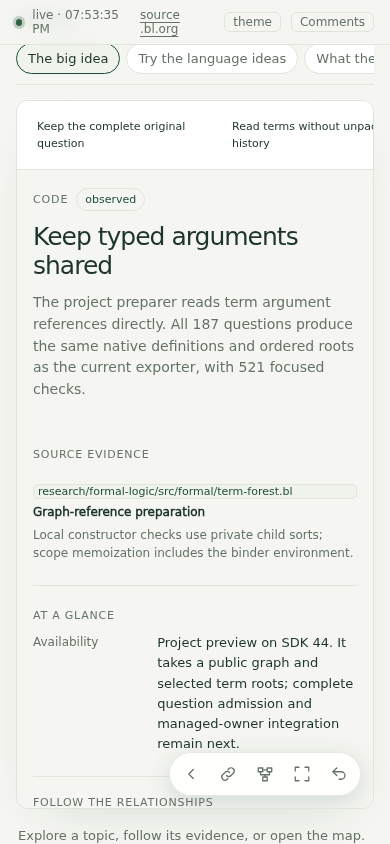 live · 07:53:35 PM
source.bl.org
theme
Comments
The big idea
Try the language ideas
What the
Keep the complete original question
Read terms without unpac
history
CODE
observed
Keep typed arguments
shared
The project preparer reads term argument
references directly. All 187 questions produce
the same native definitions and ordered roots
as the current exporter, with 521 focused
checks.
SOURCE EVIDENCE
research/formal-logic/src/formal/term-forest.bl
Graph-reference preparation
Local constructor checks use private child sorts;
scope memoization includes the binder environment.
AT A GLANCE
Availability
Project preview on SDK 44. It
takes a public graph and
selected term roots; complete
question admission and
managed-owner integration
remain next.
FOLLOW THE RELATIONSHIPS
Explore a topic, follow its evidence, or open the map.